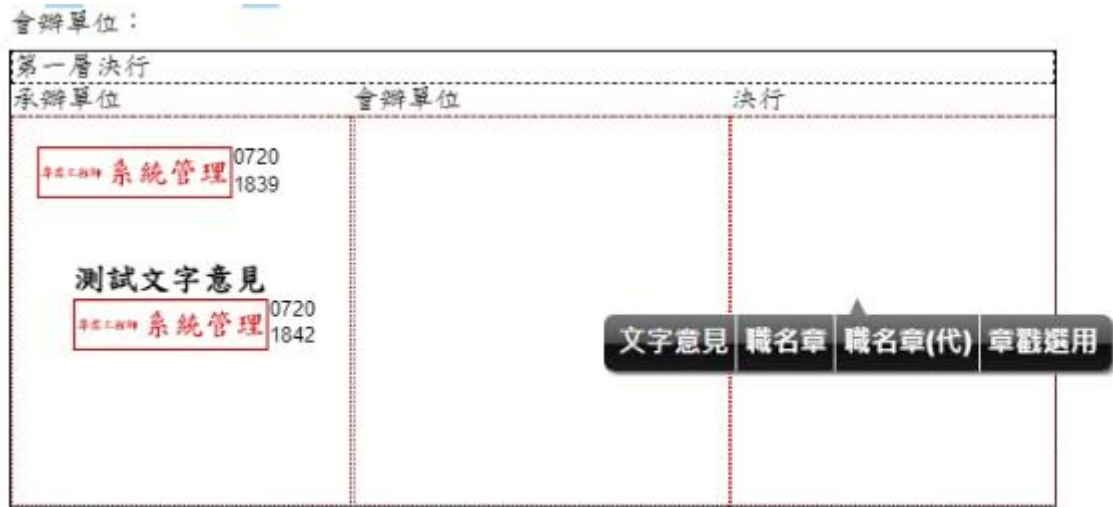 會辦單位：
第一層決行
承辦單位 會辦單位 決行
系統管理 0720
1839
測試文字意見
系統管理 0720
1842
文字意見 職名章 職名章(代) 章戳選用